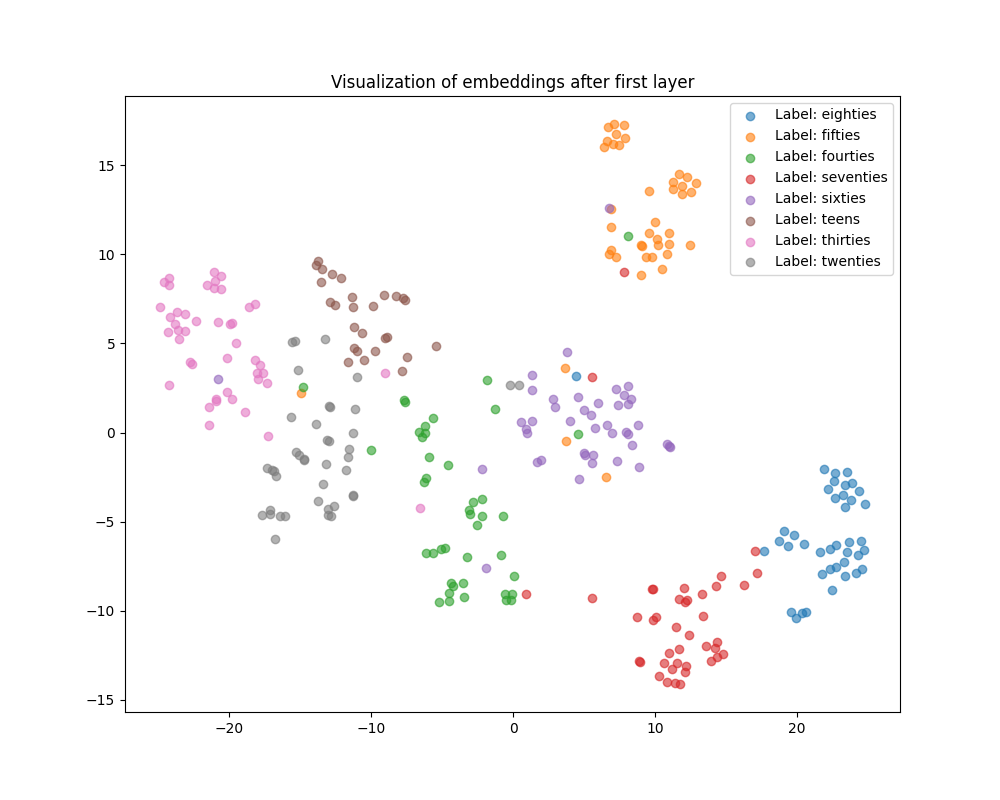 Visualization of embeddings after first layer
Label: eighties
Label: fifties
Label: fourties
Label: seventies
Label: sixties
Label: teens
Label: thirties
Label: twenties
15
10
5
0
−5
−10
−15
−20
−10
0
10
20